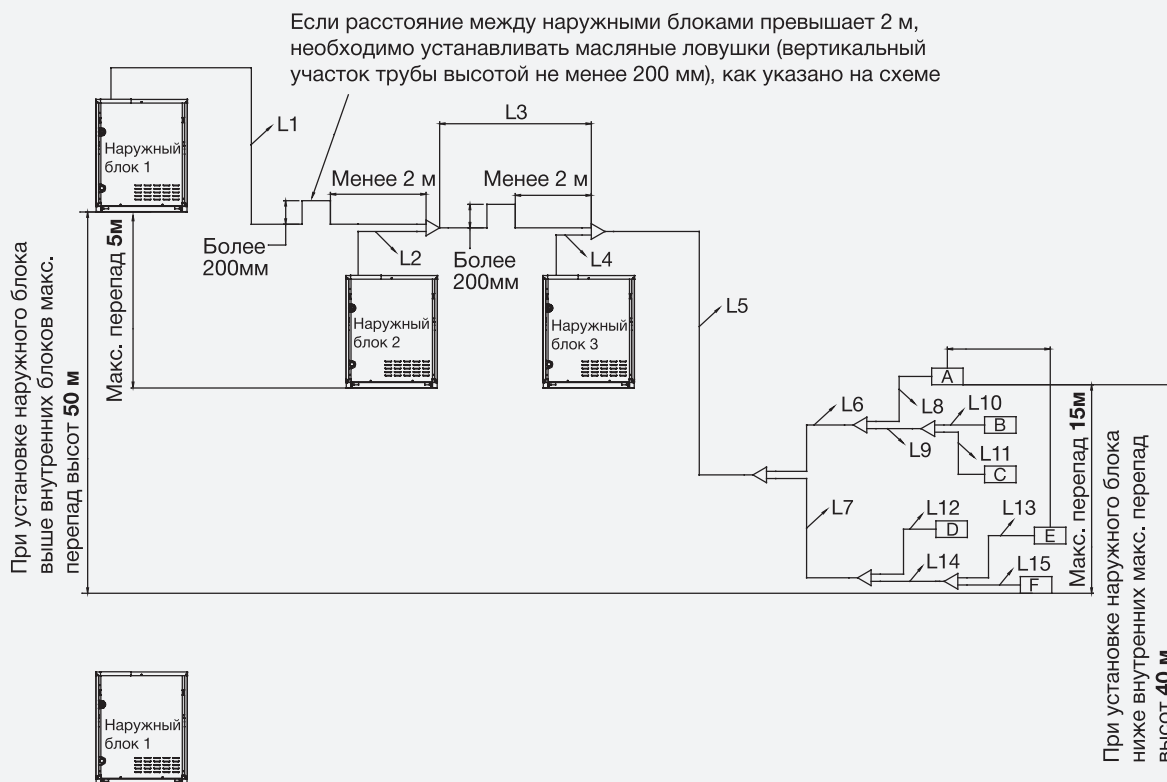 Если расстояние между наружными блоками превышает 2 м,
необходимо устанавливать масляные ловушки (вертикальный
участок трубы высотой не менее 200 мм), как указано на схеме
L1
L3
Наружный
блок 1
Менее 2 м
Менее 2 м
Более
200мм
L2
Более
200мм
L4
Наружный
блок 2
Наружный
блок 3
L5
При установке наружного блока
выше внутренних блоков макс.
перепад высот 50 м
Макс. перепад 5м
A
L6
L8
L10
B
L9
L11
C
L7
L12
D
L13
E
L14
L15
F
Макс. перепад 15м
При установке наружного блока
ниже внутренних макс. перепад
высот 40 м
Наружный
блок 1